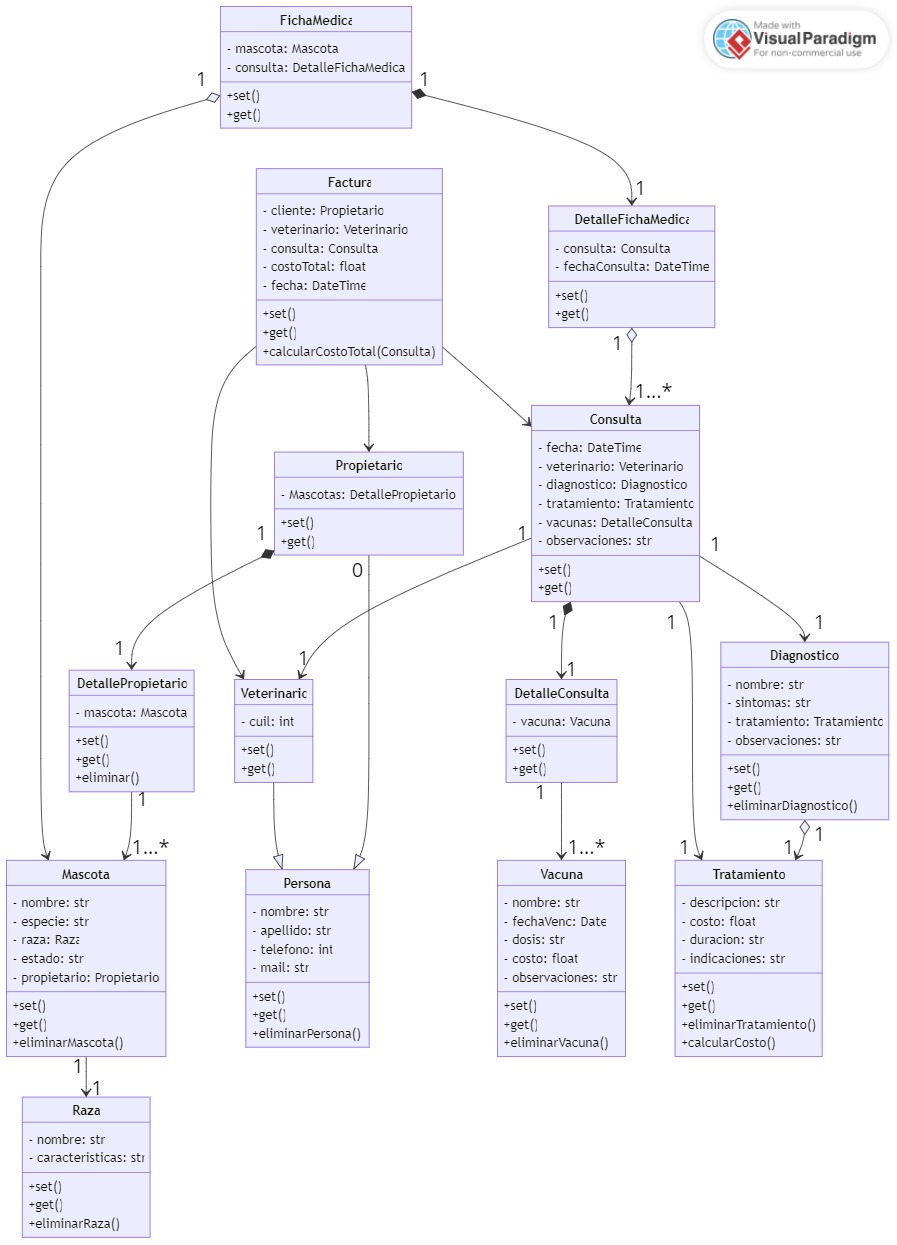 FichaMedica
- mascota: Mascota
- consulta: DetalleFichaMedica
+set()
+get()
Made with
Visual Paradigm
For non-commercial use
1
1
1
Factura
- cliente: Propietario
- veterinario: Veterinario
- consulta: Consulta
- costoTotal: float
- fecha: DateTime
+set()
+get()
+calcularCostoTotal(Consulta)
DetalleFichaMedica
- consulta: Consulta
- fechaConsulta: DateTime
+set()
+get()
1
1...*
Consulta
- fecha: DateTime
- veterinario: Veterinario
- diagnostico: Diagnostico
- tratamiento: Tratamiento
- vacunas: DetalleConsulta
- observaciones: str
+set()
+get()
Propietario
- Mascotas: DetallePropietario
+set()
+get()
1
0
1
1
1
1
1
1
1
1
DetallePropietario
- mascota: Mascota
+set()
+get()
+eliminar()
Veterinario
- cuil: int
+set()
+get()
DetalleConsulta
- vacuna: Vacuna
+set()
+get()
Diagnostico
- nombre: str
- sintomas: str
- tratamiento: Tratamiento
- observaciones: str
+set()
+get()
+eliminarDiagnostico()
1
1...*
1
1...*
1
1
1
Mascota
- nombre: str
- especie: str
- raza: Raza
- estado: str
- propietario: Propietario
+set()
+get()
+eliminarMascota()
Persona
- nombre: str
- apellido: str
- telefono: int
- mail: str
+set()
+get()
+eliminarPersona()
Vacuna
- nombre: str
- fechaVenc: Date
- dosis: str
- costo: float
- observaciones: str
+set()
+get()
+eliminarVacuna()
Tratamiento
- descripcion: str
- costo: float
- duracion: str
- indicaciones: str
+set()
+get()
+eliminarTratamiento()
+calcularCosto()
1
1
Raza
- nombre: str
- caracteristicas: str
+set()
+get()
+eliminarRaza()